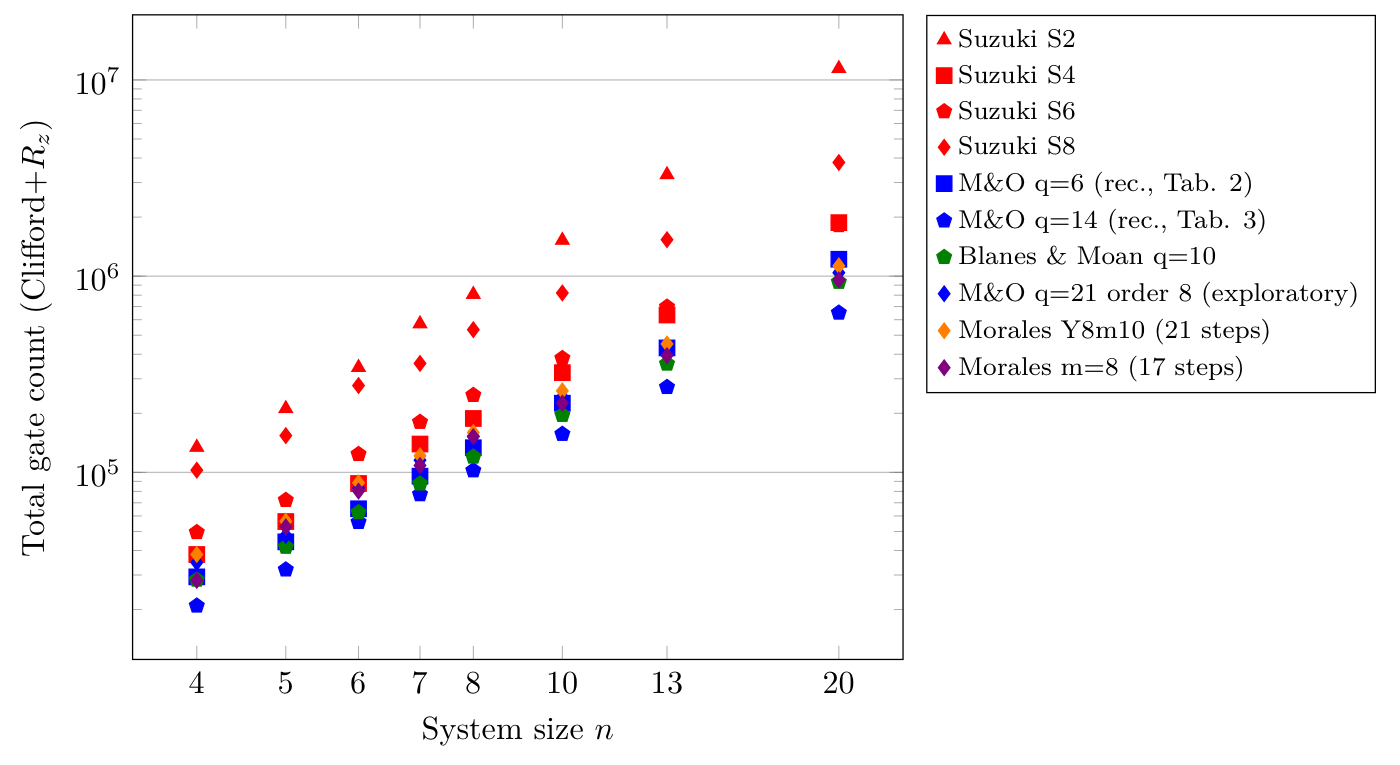 Total gate count (Clifford+R_z)
10^7
10^6
10^5
4 5 6 7 8 10 13 20
System size n
Suzuki S2
Suzuki S4
Suzuki S6
Suzuki S8
M&O q=6 (rec., Tab. 2)
M&O q=14 (rec., Tab. 3)
Blanes & Moan q=10
M&O q=21 order 8 (exploratory)
Morales Y8m10 (21 steps)
Morales m=8 (17 steps)